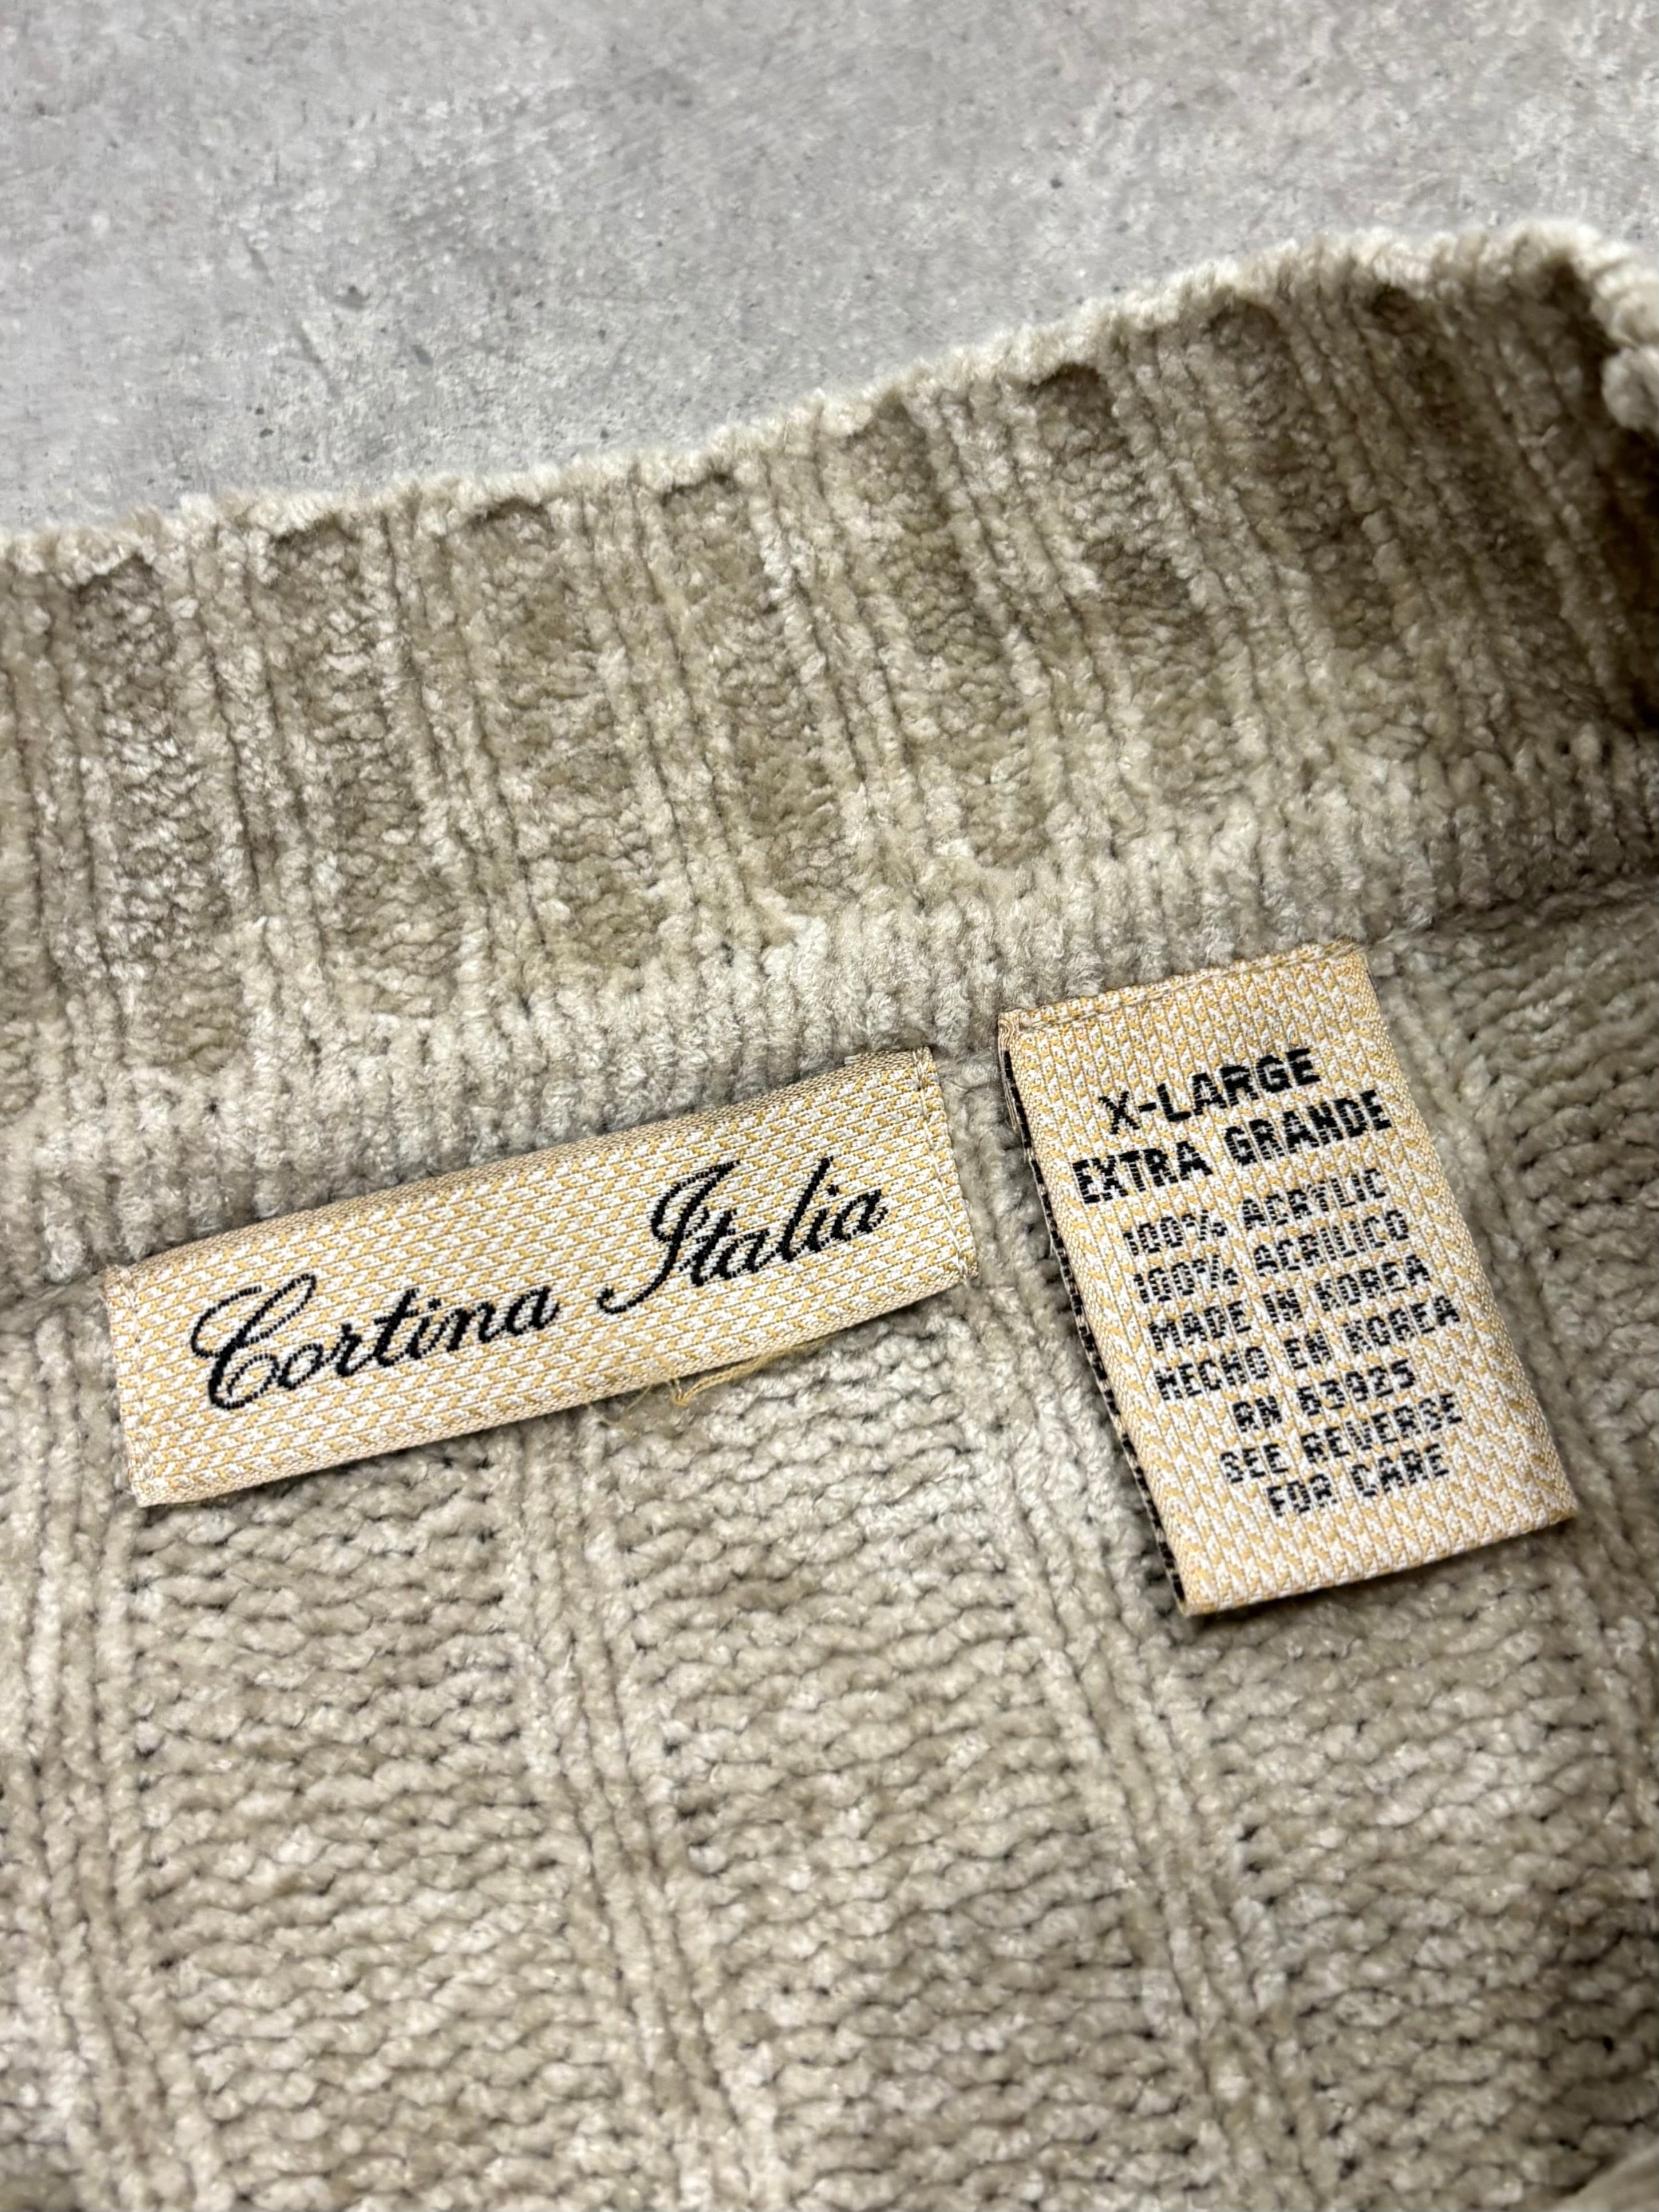 Cortina Italia
X-LARGE
EXTRA GRANDE
100% ACRYLIC
100% ACRILICO
MADE IN KOREA
HECHO EN KOREA
RN 53925
SEE REVERSE
FOR CARE